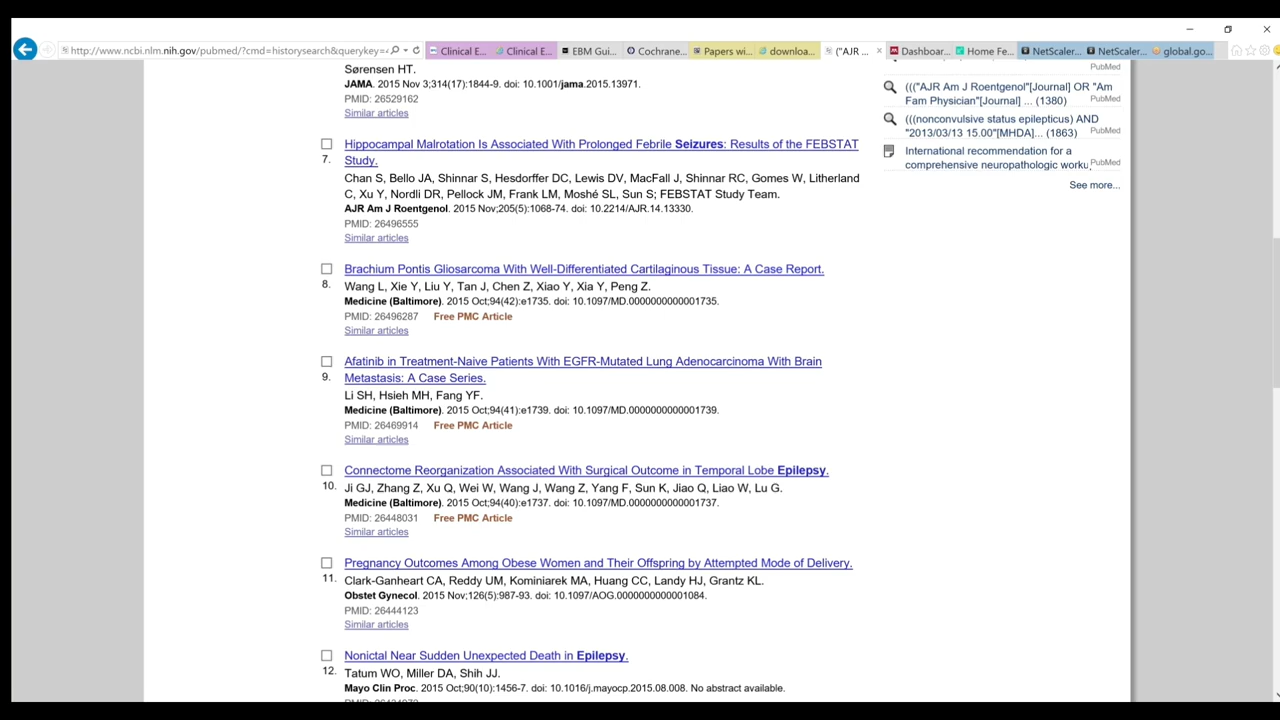 http://www.ncbi.nlm.nih.gov/pubmed/?cmd=historysearch&querykey=
Clinical E...
Clinical E...
EBM Gui...
Cochrane...
Papers wi...
downloa...
("AJR ...
Dashboar...
Home Fe...
NetScaler...
NetScaler...
global.go...
Sørensen HT.
JAMA. 2015 Nov 3;314(17):1844-9. doi: 10.1001/jama.2015.13971.
PMID: 26529162
Similar articles
7.
Hippocampal Malrotation Is Associated With Prolonged Febrile Seizures: Results of the FEBSTAT
Study.
Chan S, Bello JA, Shinnar S, Hesdorffer DC, Lewis DV, MacFall J, Shinnar RC, Gomes W, Litherland
C, Xu Y, Nordli DR, Pellock JM, Frank LM, Moshé SL, Sun S; FEBSTAT Study Team.
AJR Am J Roentgenol. 2015 Nov;205(5):1068-74. doi: 10.2214/AJR.14.13330.
PMID: 26496555
Similar articles
8.
Brachium Pontis Gliosarcoma With Well-Differentiated Cartilaginous Tissue: A Case Report.
Wang L, Xie Y, Liu Y, Tan J, Chen Z, Xiao Y, Xia Y, Peng Z.
Medicine (Baltimore). 2015 Oct;94(42):e1735. doi: 10.1097/MD.0000000000001735.
PMID: 26496287 Free PMC Article
Similar articles
9.
Afatinib in Treatment-Naive Patients With EGFR-Mutated Lung Adenocarcinoma With Brain
Metastasis: A Case Series.
Li SH, Hsieh MH, Fang YF.
Medicine (Baltimore). 2015 Oct;94(41):e1739. doi: 10.1097/MD.0000000000001739.
PMID: 26469914 Free PMC Article
Similar articles
10.
Connectome Reorganization Associated With Surgical Outcome in Temporal Lobe Epilepsy.
Ji GJ, Zhang Z, Xu Q, Wei W, Wang J, Wang Z, Yang F, Sun K, Jiao Q, Liao W, Lu G.
Medicine (Baltimore). 2015 Oct;94(40):e1737. doi: 10.1097/MD.0000000000001737.
PMID: 26448031 Free PMC Article
Similar articles
11.
Pregnancy Outcomes Among Obese Women and Their Offspring by Attempted Mode of Delivery.
Clark-Ganheart CA, Reddy UM, Kominiarek MA, Huang CC, Landy HJ, Grantz KL.
Obstet Gynecol. 2015 Nov;126(5):987-93. doi: 10.1097/AOG.0000000000001084.
PMID: 26444123
Similar articles
12.
Nonictal Near Sudden Unexpected Death in Epilepsy.
Tatum WO, Miller DA, Shih JJ.
Mayo Clin Proc. 2015 Oct;90(10):1456-7. doi: 10.1016/j.mayocp.2015.08.008. No abstract available.
PubMed
((("AJR Am J Roentgenol"[Journal] OR "Am
Fam Physician"[Journal] ... (1380) PubMed
(((nonconvulsive status epilepticus) AND
"2013/03/13 15.00"[MHDA]... (1863) PubMed
International recommendation for a
comprehensive neuropathologic worku PubMed
See more...